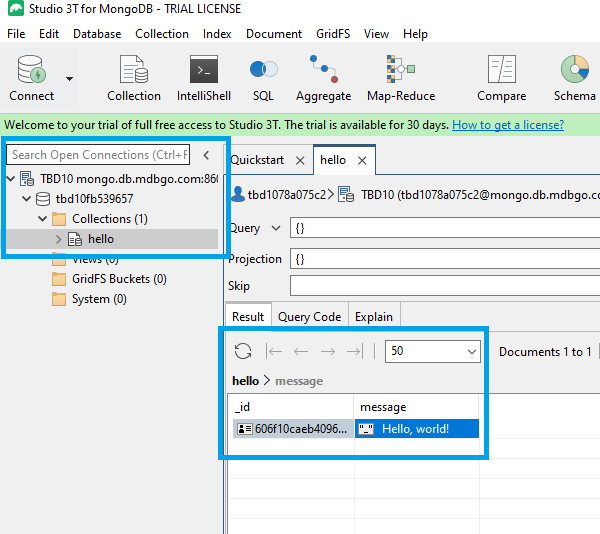 Studio 3T for MongoDB - TRIAL LICENSE
File Edit Database Collection Index Document GridFS View Help
Connect Collection IntelliShell SQL Aggregate Map-Reduce Compare Schema
Welcome to your trial of full free access to Studio 3T. The trial is available for 30 days. How to get a license?
Search Open Connections (Ctrl+F
TBD10 mongo.db.mdbgo.com:860
tbd10fb539657
Collections (1)
hello
Views (0)
GridFS Buckets (0)
System (0)
Quickstart hello
tbd1078a075c2 TBD10 (tbd1078a075c2@mongo.db.mdbgo.co
Query {}
Projection {}
Skip
Result Query Code Explain
50 Documents 1 to 1
hello > message
_id message
606f10caeb4096... "_" Hello, world!